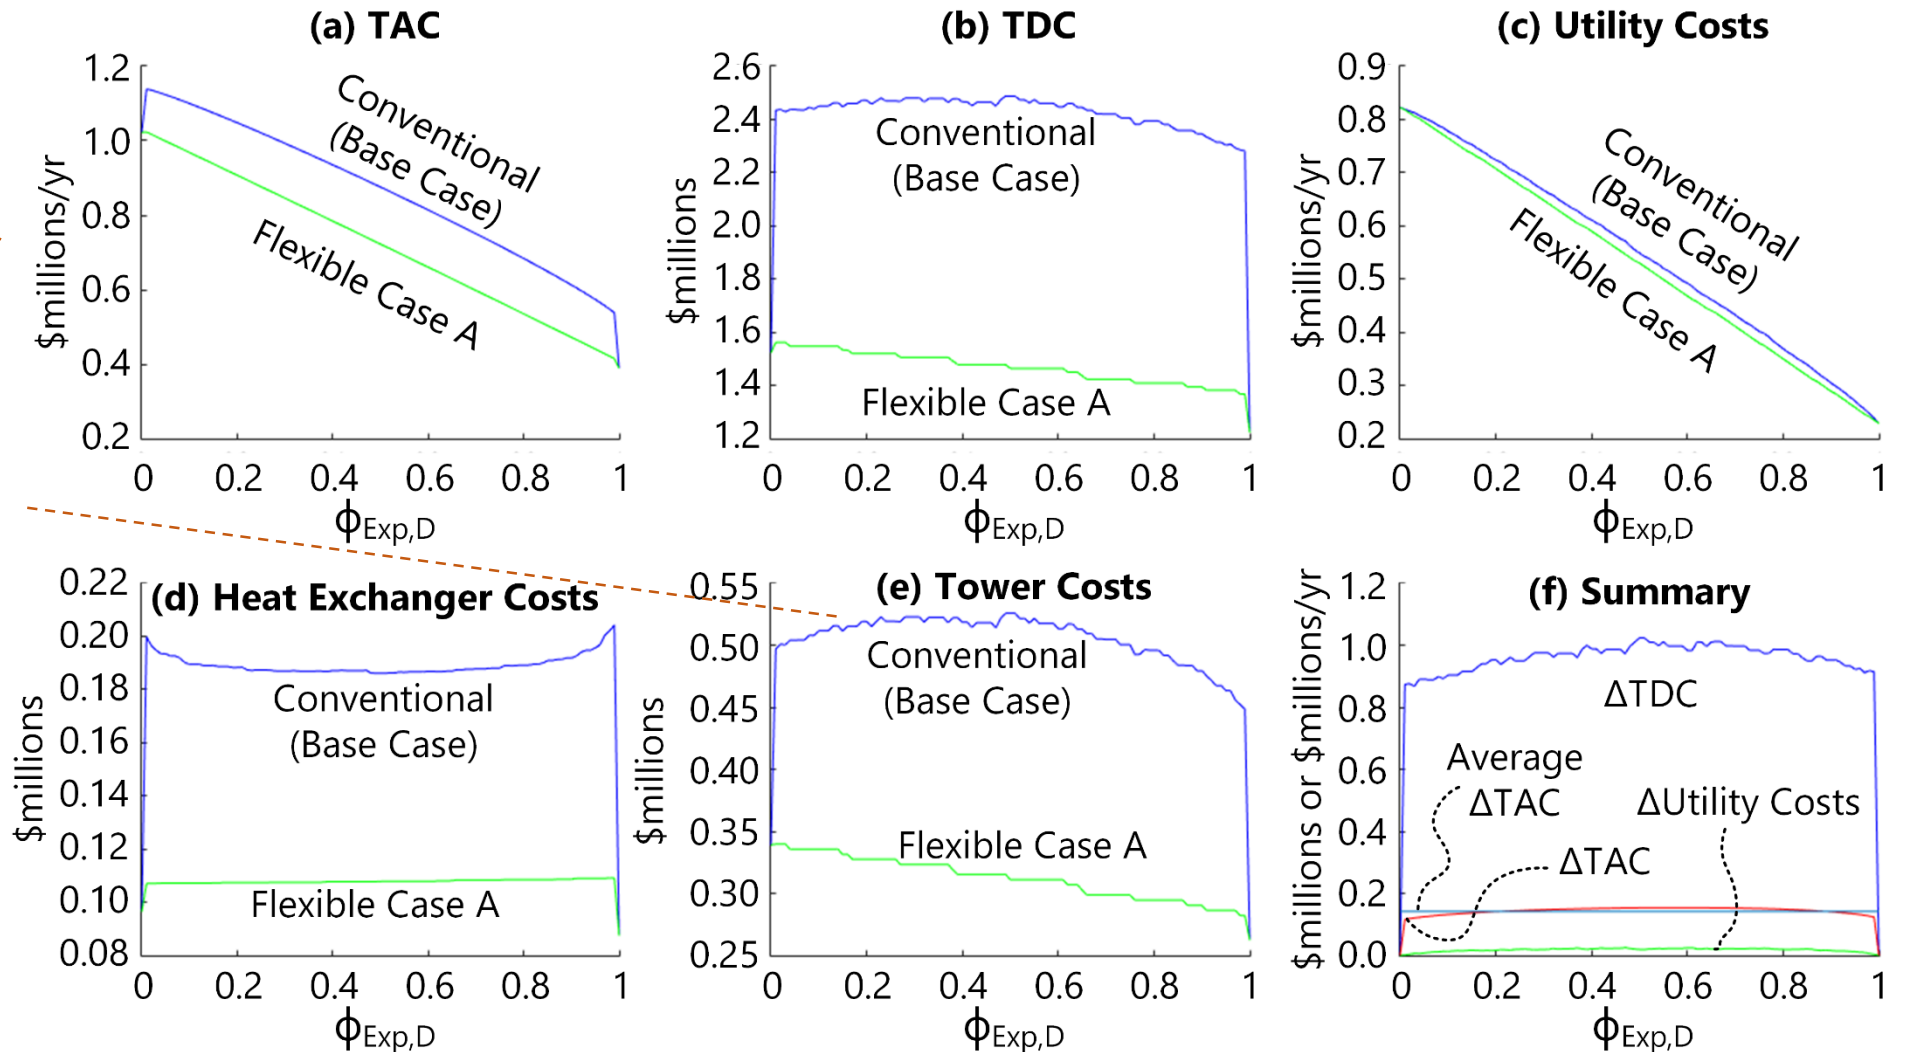 (a) TAC
$millions/yr
1.2
1.0
0.8
0.6
0.4
0.2
Conventional
(Base Case)
Flexible Case A
0 0.2 0.4 0.6 0.8 1
ϕExp,D
(b) TDC
$millions
2.6
2.4
2.2
2.0
1.8
1.6
1.4
1.2
Conventional
(Base Case)
Flexible Case A
0 0.2 0.4 0.6 0.8 1
ϕExp,D
(c) Utility Costs
$millions/yr
0.9
0.8
0.7
0.6
0.5
0.4
0.3
0.2
Conventional
(Base Case)
Flexible Case A
0 0.2 0.4 0.6 0.8 1
ϕExp,D
(d) Heat Exchanger Costs
$millions
0.22
0.20
0.18
0.16
0.14
0.12
0.10
0.08
Conventional
(Base Case)
Flexible Case A
0 0.2 0.4 0.6 0.8 1
ϕExp,D
(e) Tower Costs
$millions
0.55
0.50
0.45
0.40
0.35
0.30
0.25
Conventional
(Base Case)
Flexible Case A
0 0.2 0.4 0.6 0.8 1
ϕExp,D
(f) Summary
$millions or $millions/yr
1.2
1.0
0.8
0.6
0.4
0.2
0.0
ΔTDC
Average
ΔTAC
ΔUtility Costs
ΔTAC
0 0.2 0.4 0.6 0.8 1
ϕExp,D